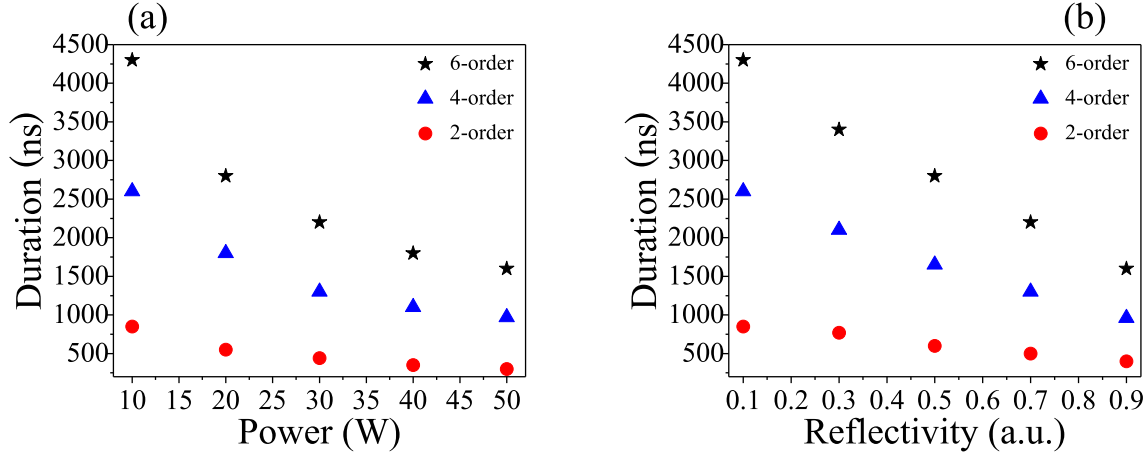 (a)
Duration (ns)
4500
4000
3500
3000
2500
2000
1500
1000
500
6-order
4-order
2-order
10 15 20 25 30 35 40 45 50
Power (W)
(b)
Duration (ns)
4500
4000
3500
3000
2500
2000
1500
1000
500
6-order
4-order
2-order
0.1 0.2 0.3 0.4 0.5 0.6 0.7 0.8 0.9
Reflectivity (a.u.)